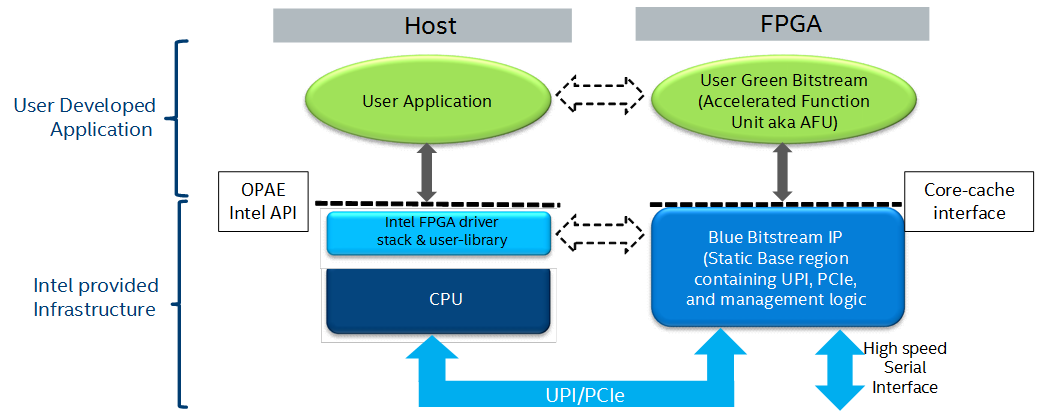 Host
FPGA
User Developed
Application
User Application
User Green Bitstream
(Accelerated Function
Unit aka AFU)
OPAE
Intel API
Core-cache
interface
Intel provided
Infrastructure
Intel FPGA driver
stack & user-library
CPU
Blue Bitstream IP
(Static Base region
containing UPI, PCIe,
and management logic
High speed
Serial
Interface
UPI/PCIe